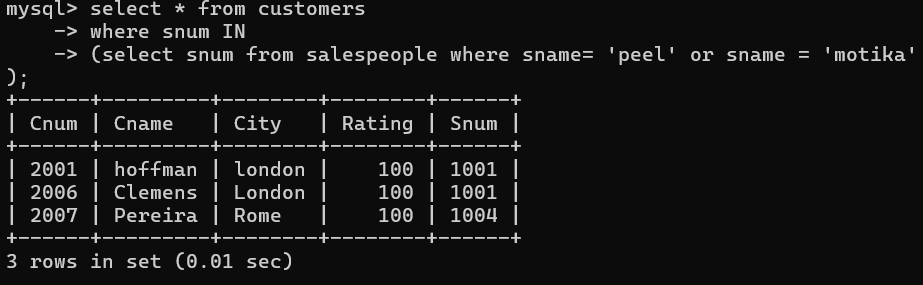 mysql> select * from customers
    -> where snum IN
    -> (select snum from salespeople where sname= 'peel' or sname = 'motika'
);
+------+---------+--------+--------+------+
| Cnum | Cname   | City   | Rating | Snum |
+------+---------+--------+--------+------+
| 2001 | hoffman | london |    100 | 1001 |
| 2006 | Clemens | London |    100 | 1001 |
| 2007 | Pereira | Rome   |    100 | 1004 |
+------+---------+--------+--------+------+
3 rows in set (0.01 sec)